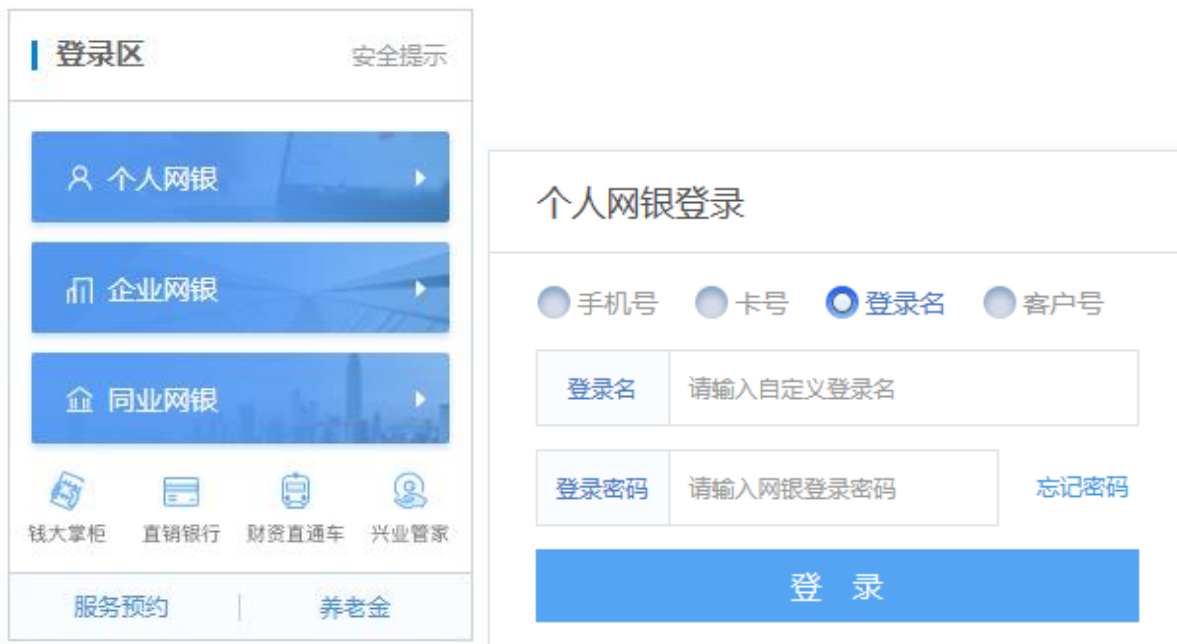 登录区 安全提示
个人网银
企业网银
同业网银
钱大掌柜 直销银行 财资直通车 兴业管家
服务预约 养老金
个人网银登录
手机号 卡号 登录名 客户号
登录名 请输入自定义登录名
登录密码 请输入网银登录密码 忘记密码
登 录